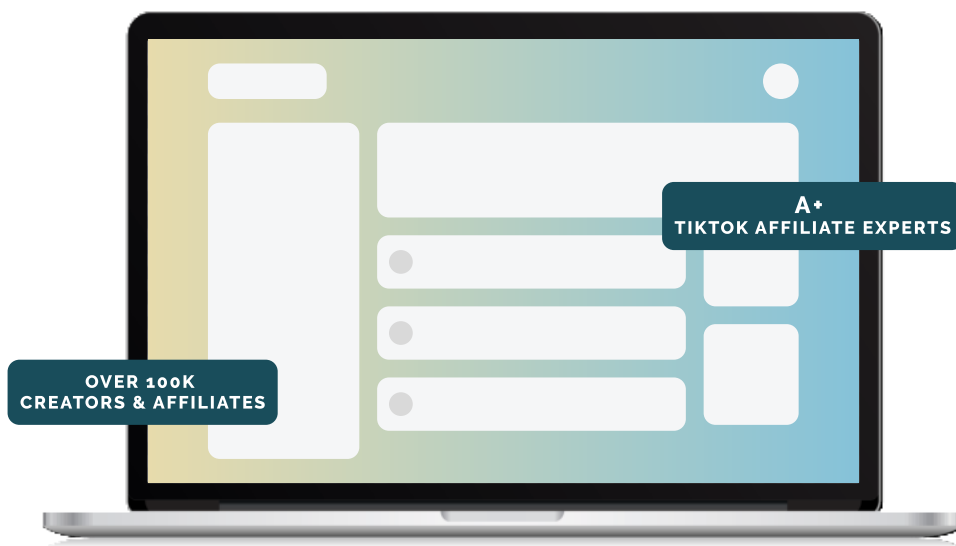 A+
TIKTOK AFFILIATE EXPERTS
OVER 100K
CREATORS & AFFILIATES